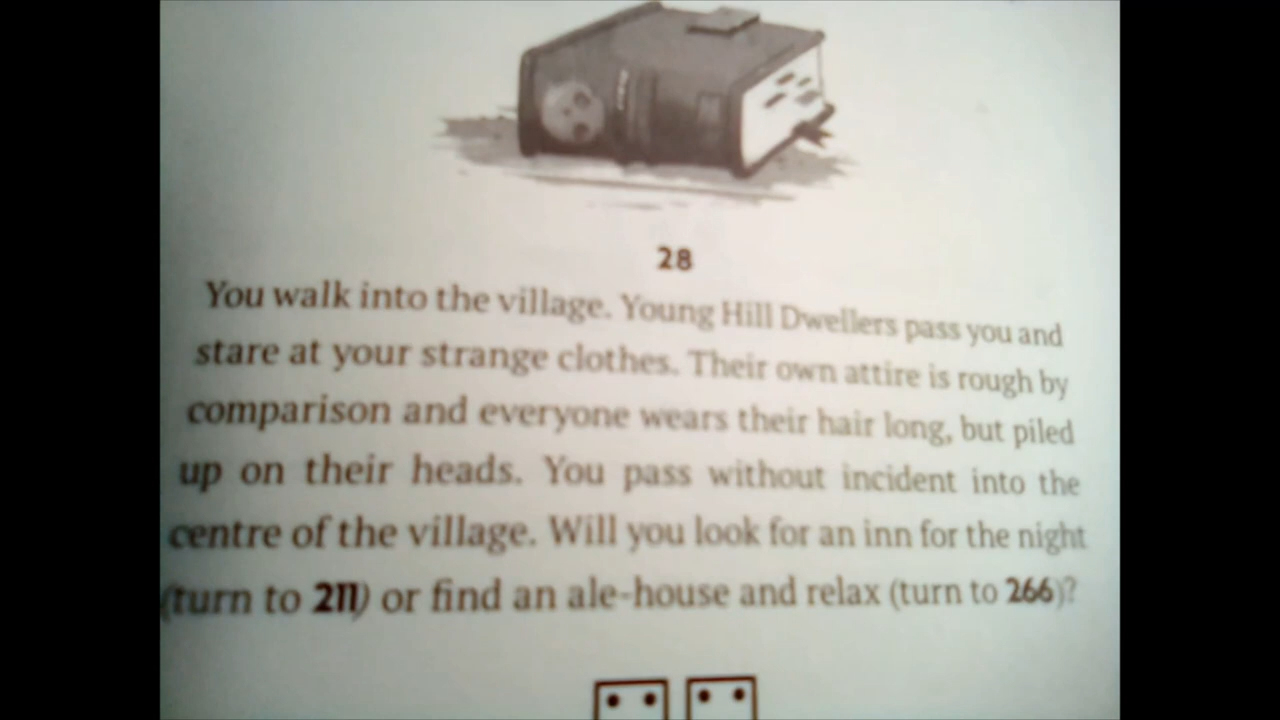 28
You walk into the village. Young Hill Dwellers pass you and
stare at your strange clothes. Their own attire is rough by
comparison and everyone wears their hair long, but piled
up on their heads. You pass without incident into the
centre of the village. Will you look for an inn for the night
(turn to 211) or find an ale-house and relax (turn to 266)?